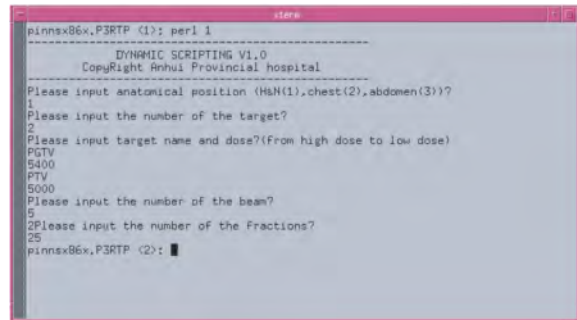 xterm
pinnsx86x,P3RTP <1>: perl 1
------------------------------------------------
DYNAMIC SCRIPTING V1.0
CopyRight Anhui Provincial hospital
------------------------------------------------
Please input anatomical position (H&N(1),chest(2),abdomen(3))?
1
Please input the number of the target?
2
Please input target name and dose?(from high dose to low dose)
PGTV
5400
PTV
5000
Please input the number of the beam?
5
2Please input the number of the Fractions?
25
pinnsx86x,P3RTP <2>: